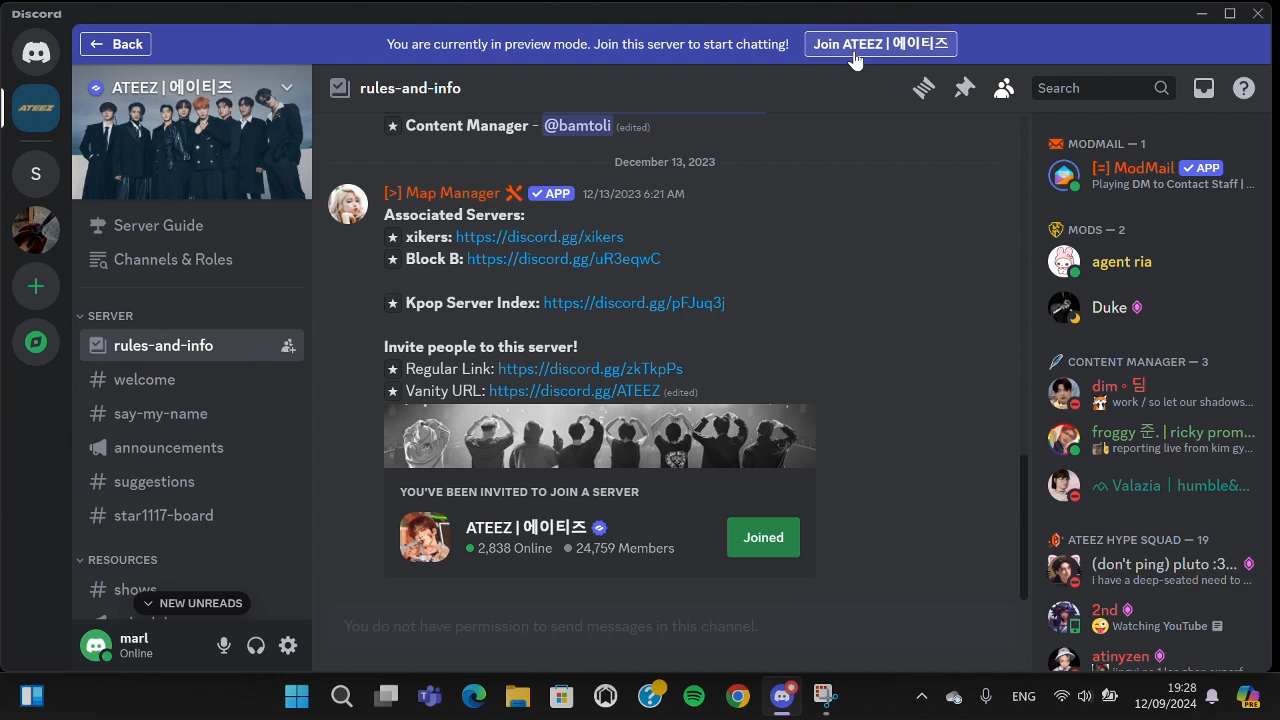 Discord
← Back
You are currently in preview mode. Join this server to start chatting!
Join ATEEZ | 에이티즈
ATEEZ
S
ATEEZ | 에이티즈
Server Guide
Channels & Roles
SERVER
rules-and-info
# welcome
# say-my-name
announcements
# suggestions
# star1117-board
RESOURCES
# shows
NEW UNREADS
marl
Online
rules-and-info
Search
★ Content Manager - @bamtoli (edited)
December 13, 2023
[>] Map Manager ✓ APP 12/13/2023 6:21 AM
Associated Servers:
★ xikers: https://discord.gg/xikers
★ Block B: https://discord.gg/uR3eqwC
★ Kpop Server Index: https://discord.gg/pFJuq3j
Invite people to this server!
★ Regular Link: https://discord.gg/zkTkpPs
★ Vanity URL: https://discord.gg/ATEEZ (edited)
YOU'VE BEEN INVITED TO JOIN A SERVER
ATEEZ | 에이티즈
2,838 Online 24,759 Members
Joined
You do not have permission to send messages in this channel.
MODMAIL — 1
[=] ModMail ✓ APP
Playing DM to Contact Staff | ...
MODS — 2
agent ria
Duke
CONTENT MANAGER — 3
dim ◦ 딤
work / so let our shadows...
froggy 준. | ricky prom...
reporting live from kim gy...
Valazia | humble&...
ATEEZ HYPE SQUAD — 19
(don't ping) pluto :3...
i have a deep-seated need to ...
2nd
Watching YouTube
atinyzen
ENG
19:28
12/09/2024
PRE